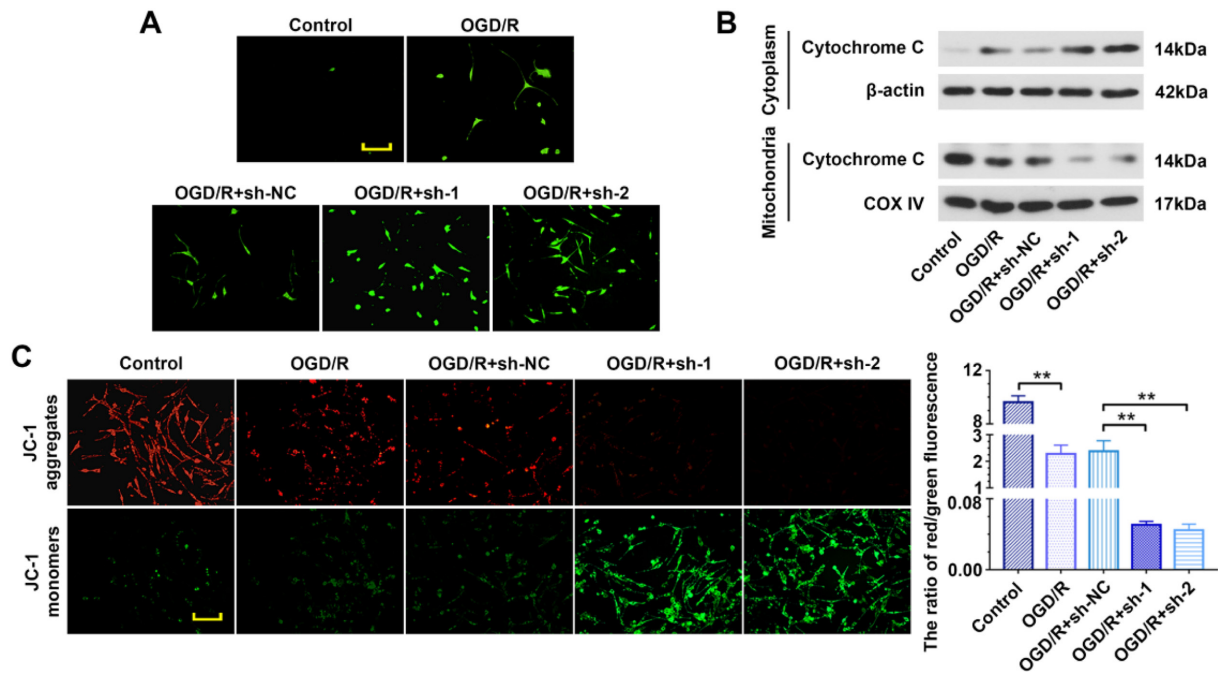 A
Control
OGD/R
OGD/R+sh-NC
OGD/R+sh-1
OGD/R+sh-2
B
Cytoplasm
Cytochrome C
14kDa
β-actin
42kDa
Mitochondria
Cytochrome C
14kDa
COX IV
17kDa
Control
OGD/R
OGD/R+sh-NC
OGD/R+sh-1
OGD/R+sh-2
C
Control
OGD/R
OGD/R+sh-NC
OGD/R+sh-1
OGD/R+sh-2
JC-1
aggregates
JC-1
monomers
The ratio of red/green fluorescence
12
8
3
2
1
0.08
0.00
**
**
**
Control
OGD/R
OGD/R+sh-NC
OGD/R+sh-1
OGD/R+sh-2